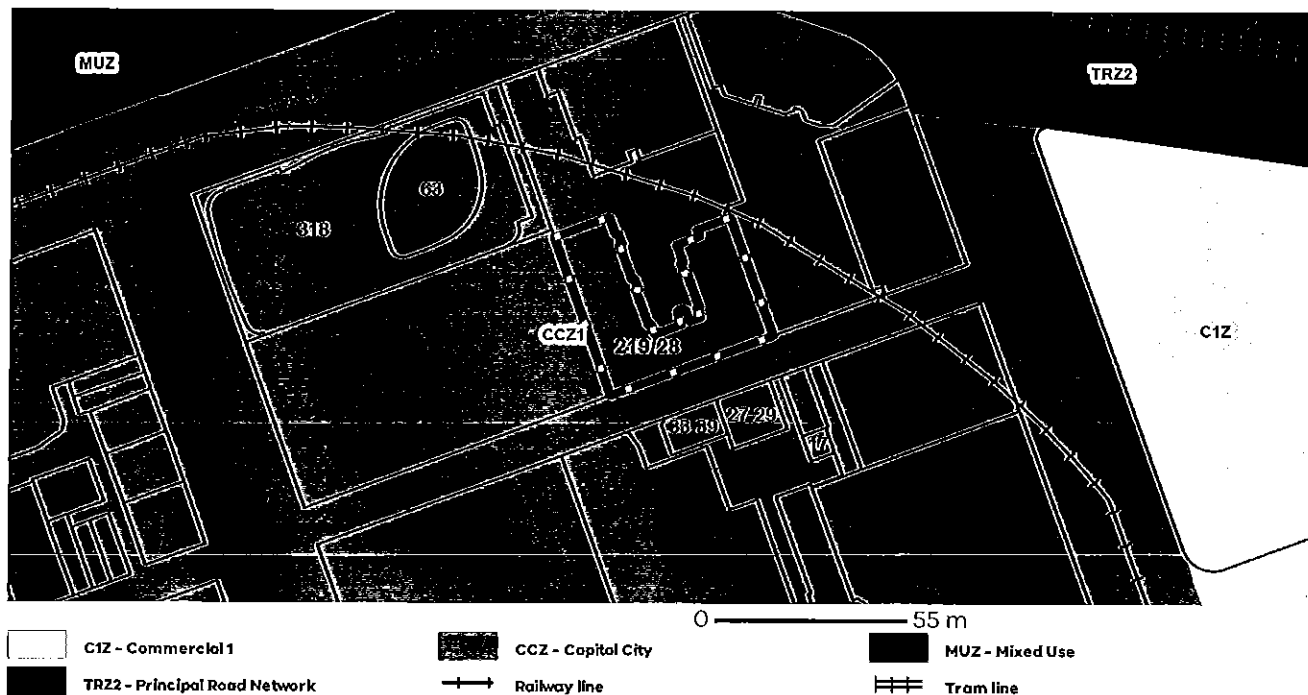 MUZ
TRZ2
63
318
C1Z
CCZ1
219/28
27-29
17
0 55 m
C1Z - Commercial 1
CCZ - Capital City
MUZ - Mixed Use
TRZ2 - Principal Road Network
Railway line
Tram line